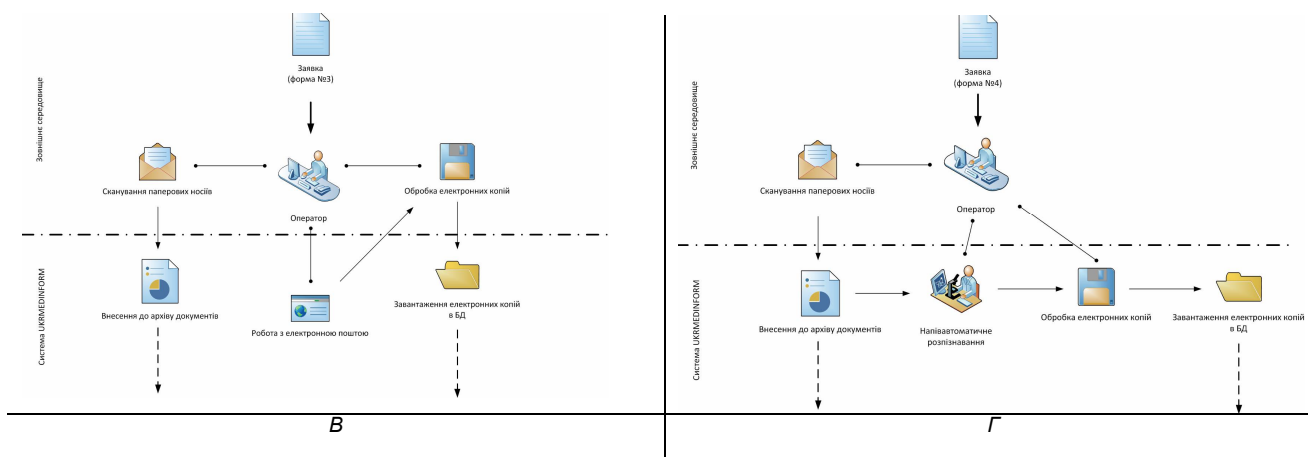 Заявка
(форма №3)
Зовнішнє середовище
Сканування паперових носіїв
Оператор
Обробка електронних копій
Система UKRMEDINFORM
Внесення до архіву документів
Робота з електронною поштою
Завантаження електронних копій
в БД
В
Заявка
(форма №4)
Зовнішнє середовище
Сканування паперових носіїв
Оператор
Система UKRMEDINFORM
Внесення до архіву документів
Напівавтоматичне
розпізнавання
Обробка електронних копій
Завантаження електронних копій
в БД
Г